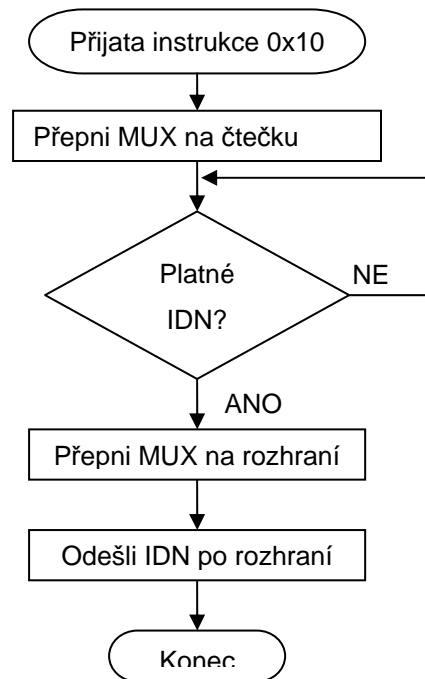 Přijata instrukce 0x10
Přepni MUX na čtečku
Platné
NE
IDN?
ANO
Přepni MUX na rozhraní
Odešli IDN po rozhraní
Konec